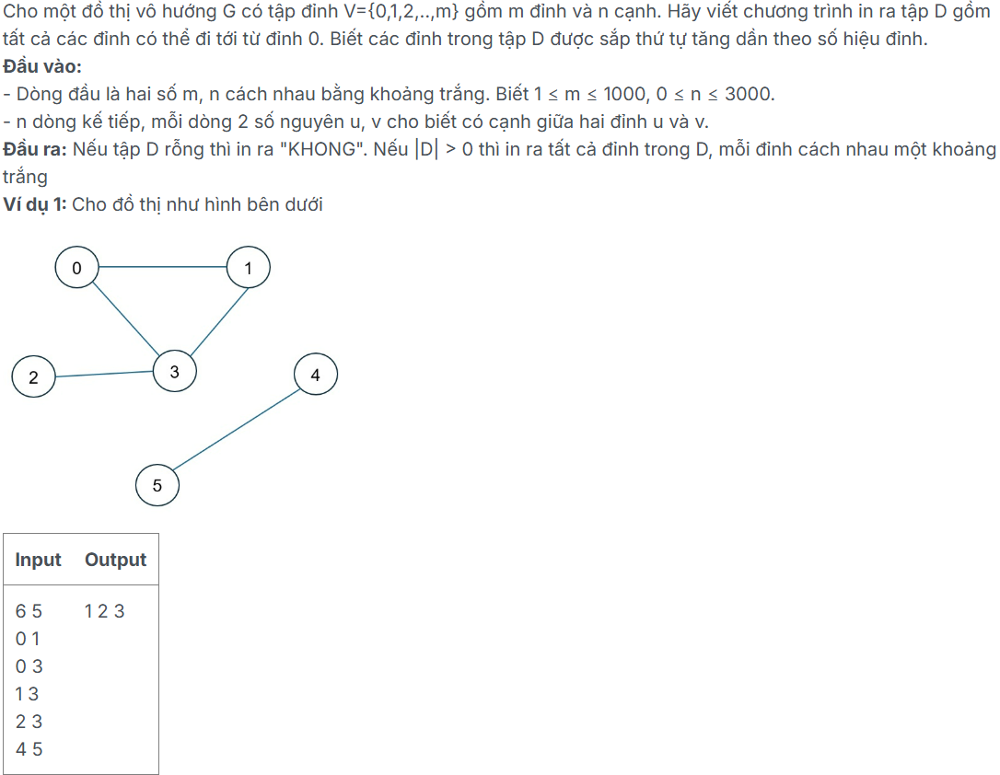 Cho một đồ thị vô hướng G có tập đỉnh V={0,1,2,..,m} gồm m đỉnh và n cạnh. Hãy viết chương trình in ra tập D gồm
tất cả các đỉnh có thể đi tới từ đỉnh 0. Biết các đỉnh trong tập D được sắp thứ tự tăng dần theo số hiệu đỉnh.
Đầu vào:
- Dòng đầu là hai số m, n cách nhau bằng khoảng trắng. Biết 1 ≤ m ≤ 1000, 0 ≤ n ≤ 3000.
- n dòng kế tiếp, mỗi dòng 2 số nguyên u, v cho biết có cạnh giữa hai đỉnh u và v.
Đầu ra: Nếu tập D rỗng thì in ra "KHONG". Nếu |D| > 0 thì in ra tất cả đỉnh trong D, mỗi đỉnh cách nhau một khoảng
trắng
Ví dụ 1: Cho đồ thị như hình bên dưới
0 1
2 3 4
5
Input Output
6 5 1 2 3
0 1
0 3
1 3
2 3
4 5